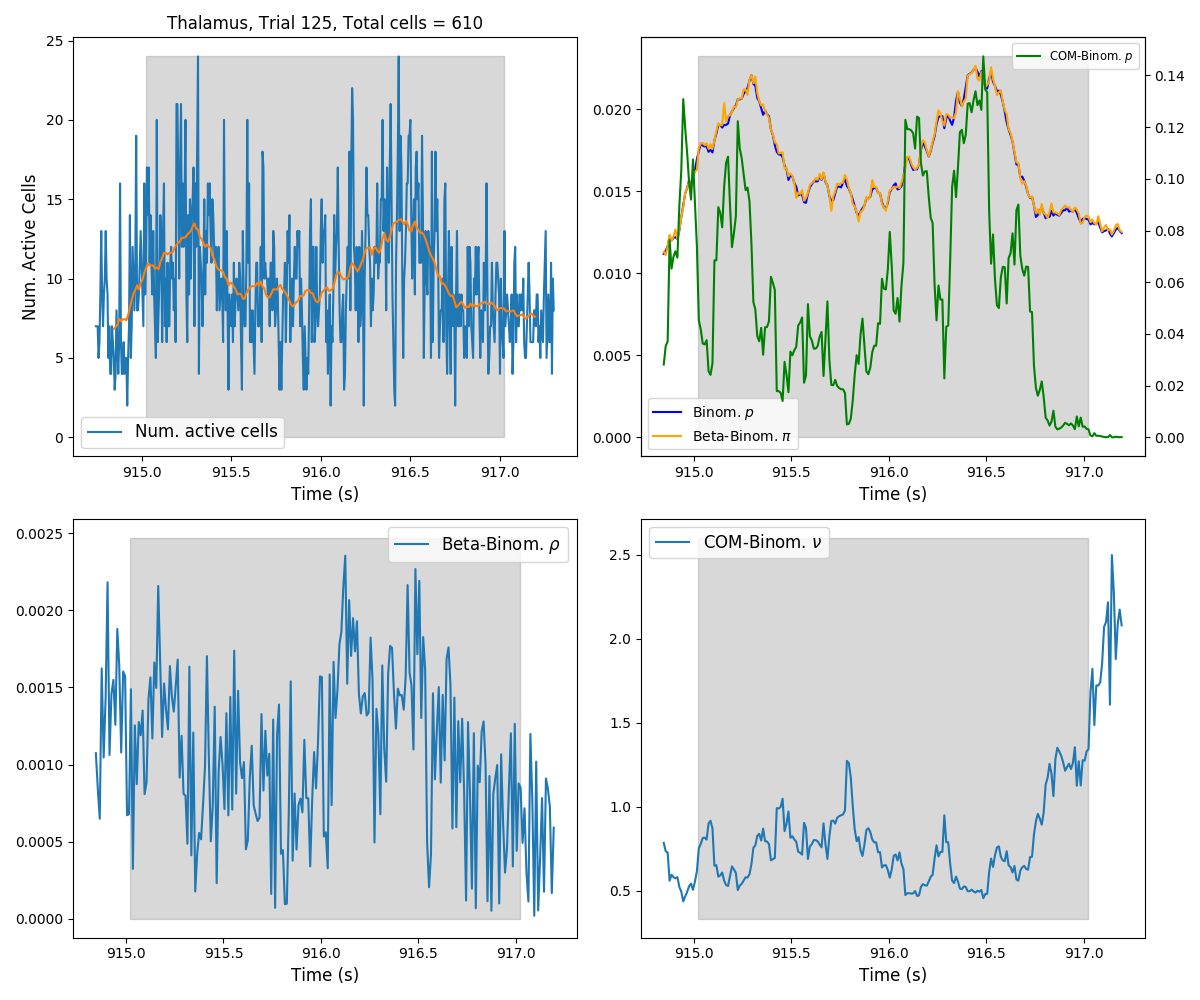 Thalamus, Trial 125, Total cells = 610
Num. Active Cells
25
20
15
10
5
0
Num. active cells
915.0 915.5 916.0 916.5 917.0
Time (s)
COM-Binom. p
0.020
0.015
0.010
0.005
0.000
0.14
0.12
0.10
0.08
0.06
0.04
0.02
0.00
Binom. p
Beta-Binom. π
915.0 915.5 916.0 916.5 917.0
Time (s)
Beta-Binom. ρ
0.0025
0.0020
0.0015
0.0010
0.0005
0.0000
915.0 915.5 916.0 916.5 917.0
Time (s)
COM-Binom. ν
2.5
2.0
1.5
1.0
0.5
915.0 915.5 916.0 916.5 917.0
Time (s)